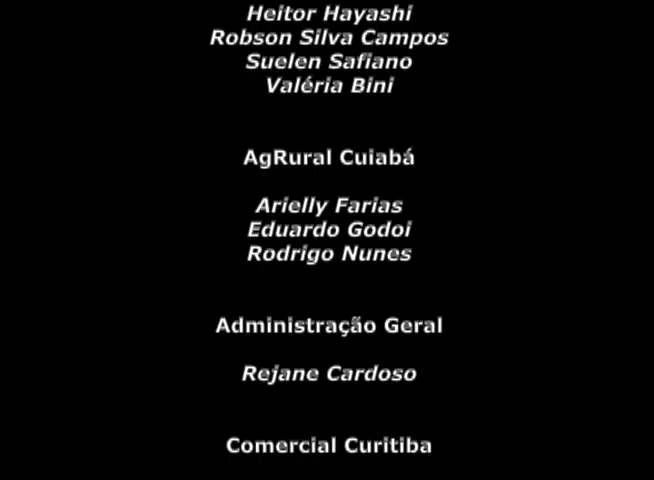 Heitor Hayashi
Robson Silva Campos
Suelen Safiano
Valéria Bini
AgRural Cuiabá
Arielly Farias
Eduardo Godoi
Rodrigo Nunes
Administração Geral
Rejane Cardoso
Comercial Curitiba